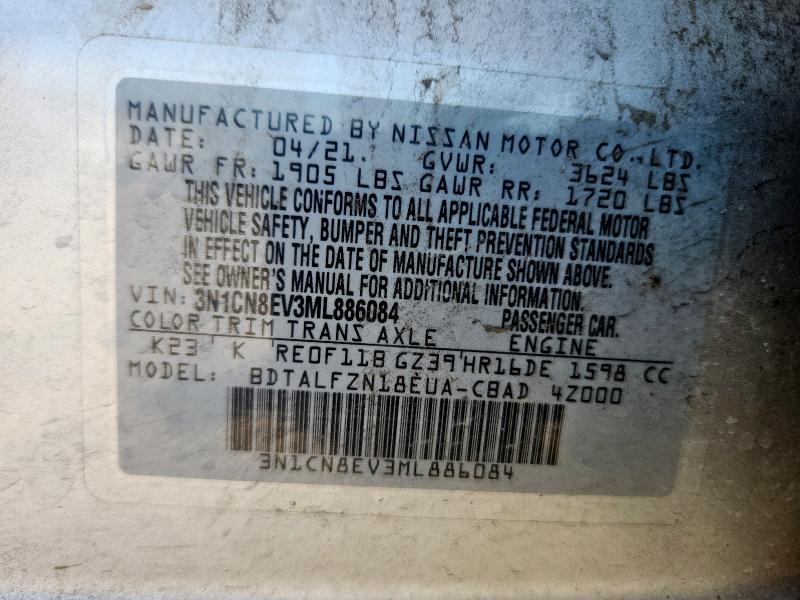 MANUFACTURED BY NISSAN MOTOR CO., LTD.
DATE: 04/21. GVWR: 3624 LBS
GAWR FR: 1905 LBS GAWR RR: 1720 LBS
THIS VEHICLE CONFORMS TO ALL APPLICABLE FEDERAL MOTOR
VEHICLE SAFETY, BUMPER AND THEFT PREVENTION STANDARDS
IN EFFECT ON THE DATE OF MANUFACTURE SHOWN ABOVE.
SEE OWNER'S MANUAL FOR ADDITIONAL INFORMATION.
VIN: 3N1CN8EV3ML886084 PASSENGER CAR.
COLOR TRIM TRANS AXLE ENGINE
K23 K RE0F11B GZ39 HR16DE 1598 CC
MODEL: BDTALFZN18EUA-CBAD 4Z000
3N1CN8EV3ML886084